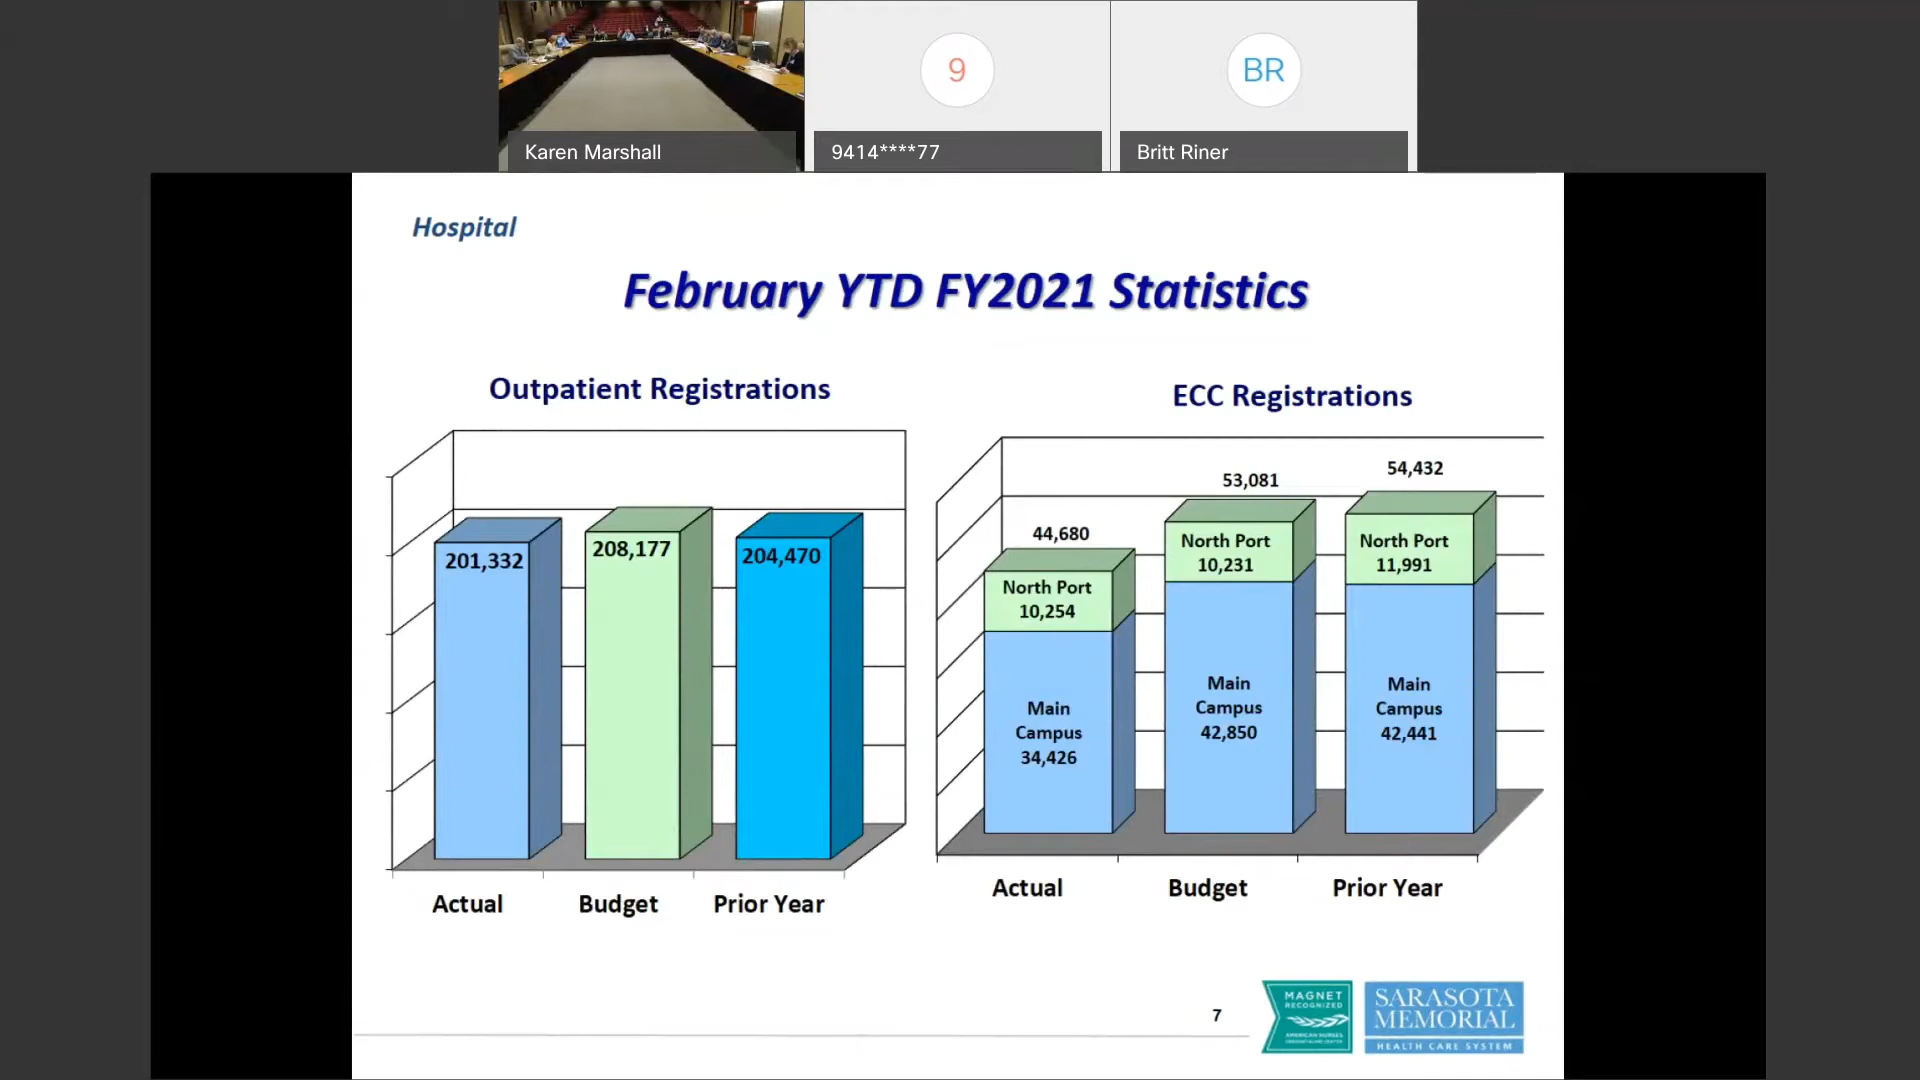 9
BR
Karen Marshall
9414****77
Britt Riner
Hospital
February YTD FY2021 Statistics
Outpatient Registrations
201,332
208,177
204,470
Actual
Budget
Prior Year
ECC Registrations
44,680
53,081
54,432
North Port
10,254
North Port
10,231
North Port
11,991
Main
Campus
34,426
Main
Campus
42,850
Main
Campus
42,441
Actual
Budget
Prior Year
7
MAGNET
RECOGNIZED
AMERICAN NURSES
CREDENTIALING CENTER
SARASOTA
MEMORIAL
HEALTH CARE SYSTEM